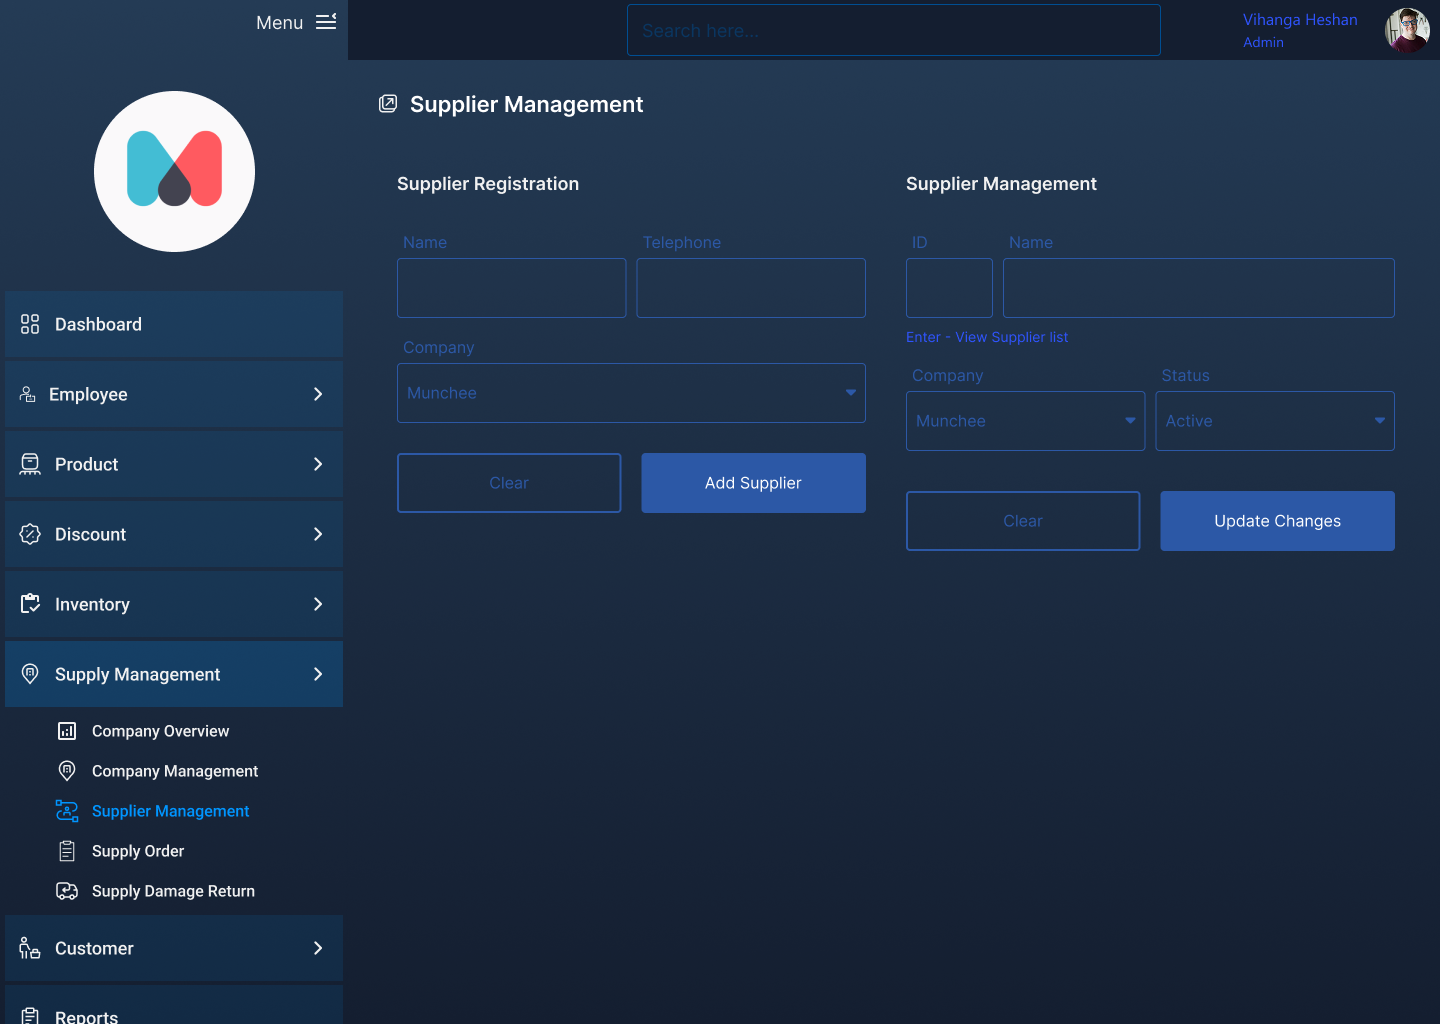 Menu
Search here...
Vihanga Heshan
Admin
Supplier Management
Supplier Registration
Name
Telephone
Company
Munchee
Clear
Add Supplier
Supplier Management
ID
Name
Enter - View Supplier list
Company
Status
Munchee
Active
Clear
Update Changes
Dashboard
Employee
Product
Discount
Inventory
Supply Management
Company Overview
Company Management
Supplier Management
Supply Order
Supply Damage Return
Customer
Reports